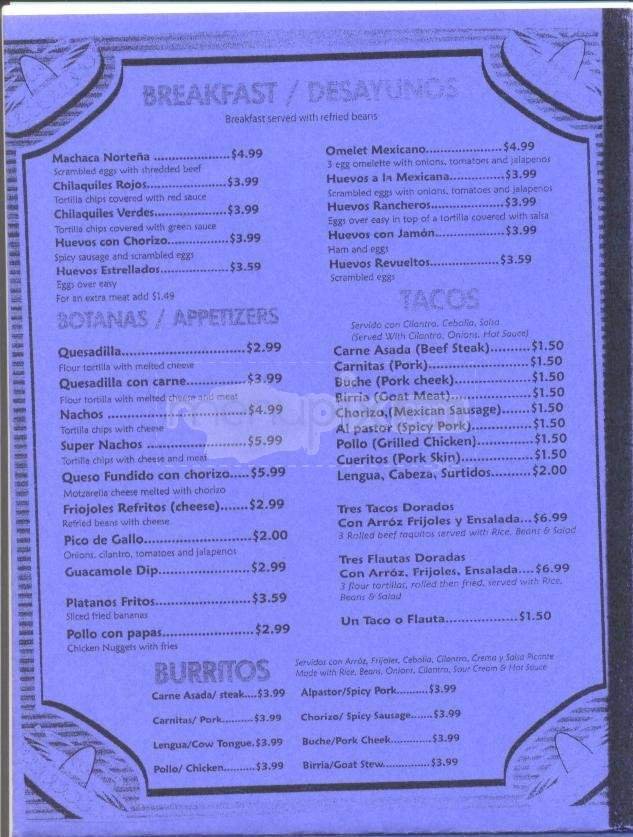 BREAKFAST / DESAYUNOS
Breakfast served with refried beans
Machaca Norteña ..................$4.99
Scrambled eggs with shredded beef
Chilaquiles Rojos...................$3.99
Tortilla chips covered with red sauce
Chilaquiles Verdes.................$3.99
Tortilla chips covered with green sauce
Huevos con Chorizo..............$3.99
Spicy sausage and scrambled eggs
Huevos Estrellados................$3.59
Eggs over easy
For an extra meat add $1.49
Omelet Mexicano.................$4.99
3 egg omelette with onions, tomatoes and jalapenos
Huevos a la Mexicana............$3.99
Scrambled eggs with onions, tomatoes and jalapenos
Huevos Rancheros................$3.99
Eggs over easy in top of a tortilla covered with salsa
Huevos con Jamón................$3.99
Ham and eggs
Huevos Revueltos................$3.59
Scrambled eggs
BOTANAS / APPETIZERS
Quesadilla...........................$2.99
Flour tortilla with melted cheese
Quesadilla con carne............$3.99
Flour tortilla with melted cheese and meat
Nachos .............................$4.99
Tortilla chips with cheese
Super Nachos .....................$5.99
Tortilla chips with cheese and meat
Queso Fundido con chorizo....$5.99
Motzarella cheese melted with chorizo
Friojoles Refritos (cheese).......$2.99
Refried beans with cheese
Pico de Gallo......................$2.00
Onions, cilantro, tomatoes and jalapenos
Guacamole Dip....................$2.99
Platanos Fritos....................$3.59
Sliced fried bananas
Pollo con papas...................$2.99
Chicken Nuggets with fries
TACOS
Servido con Cilantro, Cebolla, Salsa
(Served With Cilantro, Onions, Hot Sauce)
Carne Asada (Beef Steak)........$1.50
Carnitas (Pork)....................$1.50
Buche (Pork cheek)...............$1.50
Birria (Goat Meat)................$1.50
Chorizo,(Mexican Sausage)......$1.50
Al pastor (Spicy Pork)............$1.50
Pollo (Grilled Chicken)...........$1.50
Cueritos (Pork Skin)..............$1.50
Lengua, Cabeza, Surtidos.........$2.00
Tres Tacos Dorados
Con Arróz Frijoles y Ensalada...$6.99
3 Rolled beef taquitos served with Rice, Beans & Salad
Tres Flautas Doradas
Con Arróz, Frijoles, Ensalada....$6.99
3 flour tortillas, rolled then fried, served with Rice,
Beans & Salad
Un Taco o Flauta................$1.50
BURRITOS
Servidos con Arróz, Frijoles, Cebolla, Cilantro, Crema y Salsa Picante
Made with Rice, Beans, Onions, Cilantro, Sour Cream & Hot Sauce
Carne Asada/ steak....$3.99
Carnitas/ Pork..........$3.99
Lengua/Cow Tongue.$3.99
Pollo/ Chicken..........$3.99
Alpastor/Spicy Pork..........$3.99
Chorizo/ Spicy Sausage......$3.99
Buche/Pork Cheek............$3.99
Birria/Goat Stew..............$3.99